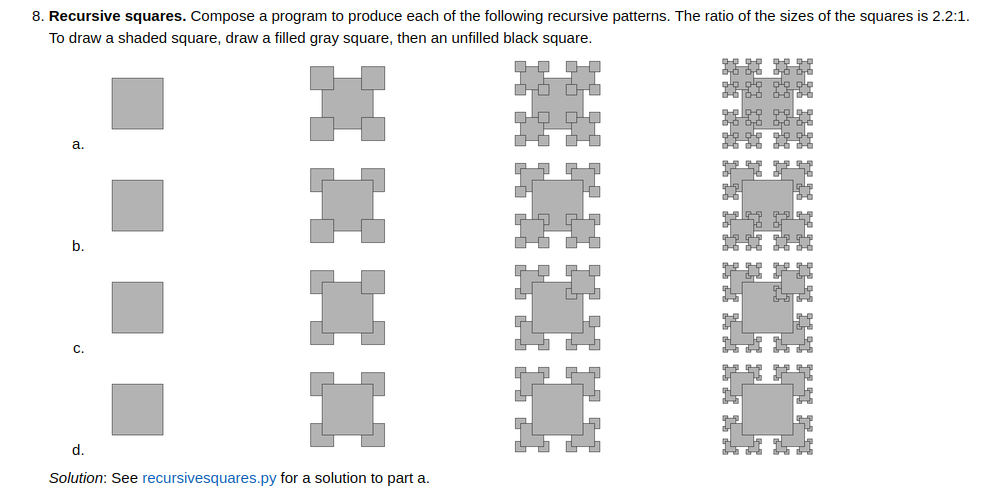 8. Recursive squares. Compose a program to produce each of the following recursive patterns. The ratio of the sizes of the squares is 2.2:1.
To draw a shaded square, draw a filled gray square, then an unfilled black square.
a.
b.
c.
d.
Solution: See recursivesquares.py for a solution to part a.